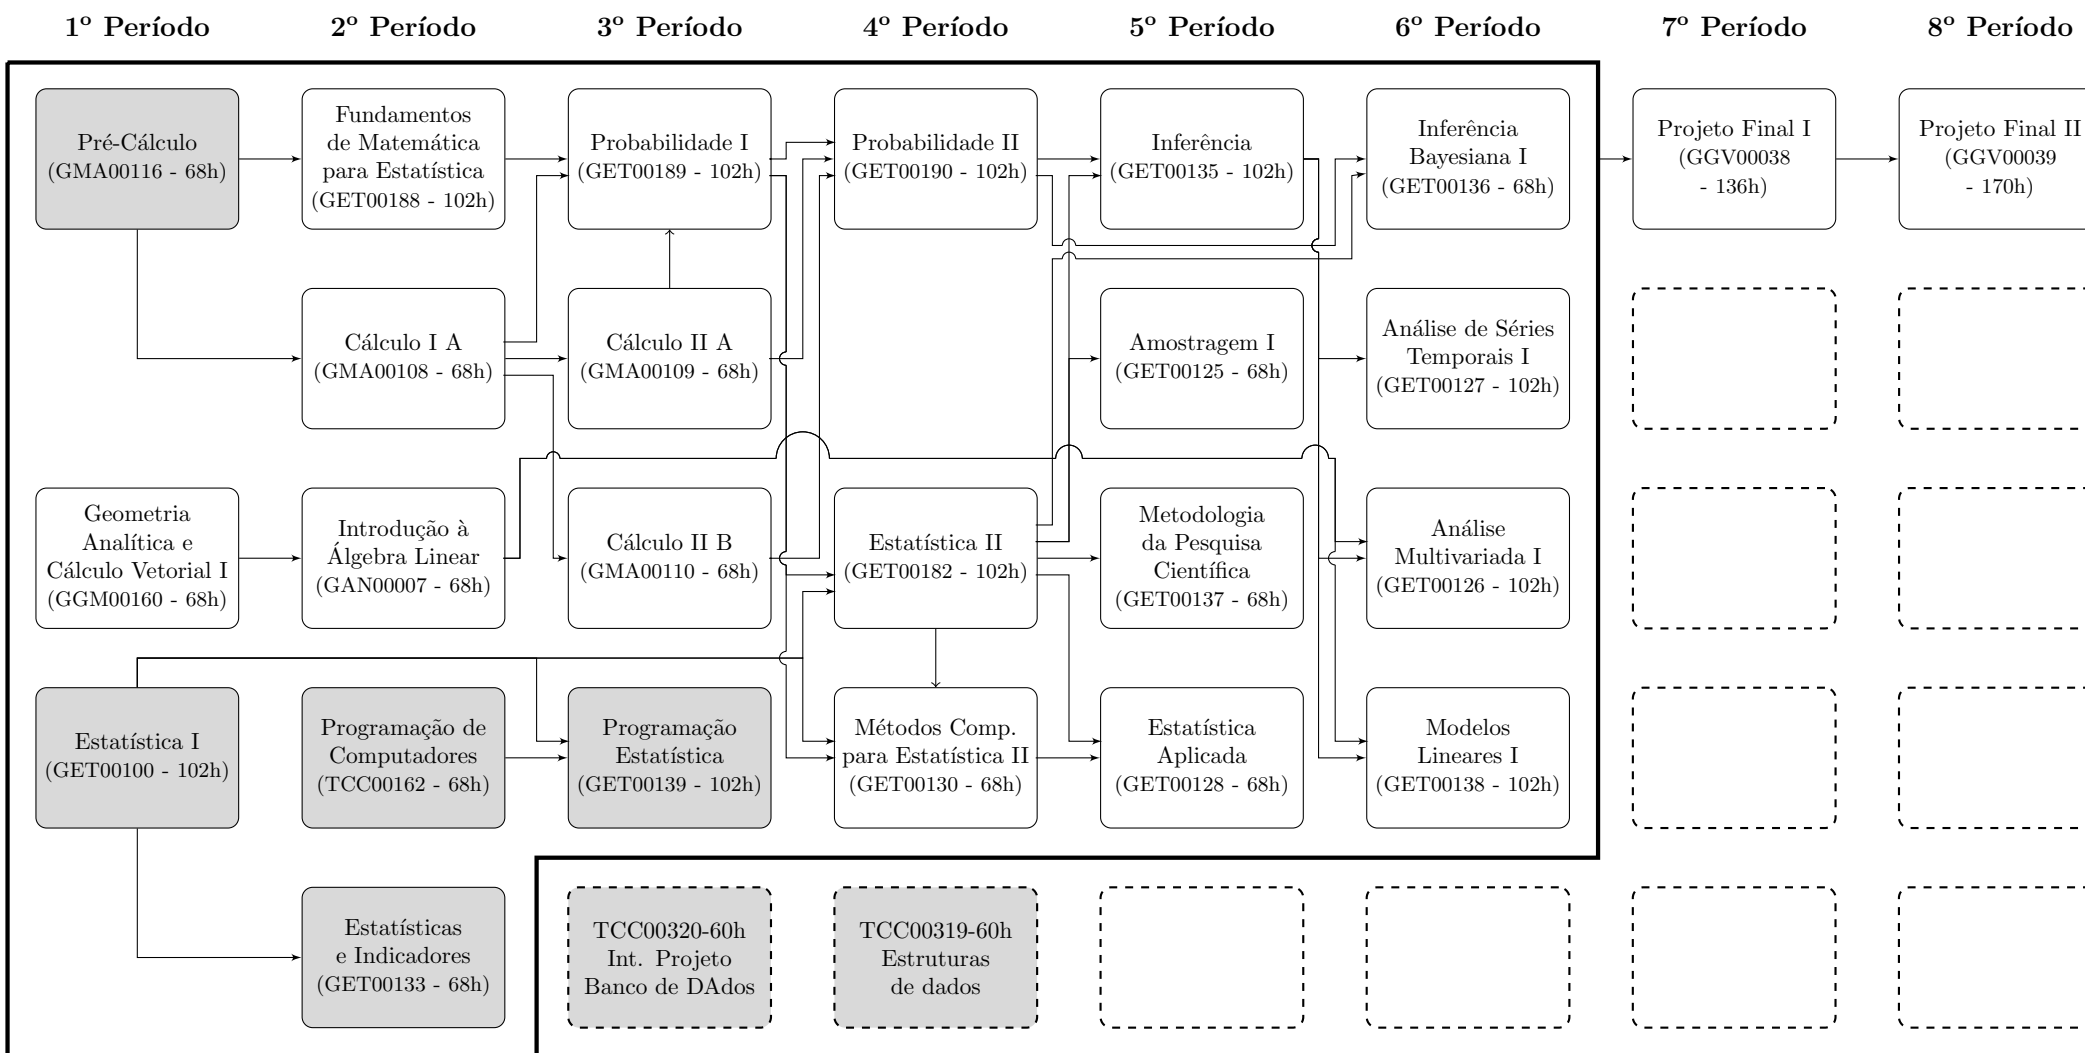 1º Período
2º Período
3º Período
4º Período
5º Período
6º Período
7º Período
8º Período
Pré-Cálculo
(GMA00116 - 68h)
Fundamentos
de Matemática
para Estatística
(GET00188 - 102h)
Probabilidade I
(GET00189 - 102h)
Probabilidade II
(GET00190 - 102h)
Inferência
(GET00135 - 102h)
Inferência
Bayesiana I
(GET00136 - 68h)
Projeto Final I
(GGV00038
- 136h)
Projeto Final II
(GGV00039
- 170h)
Cálculo I A
(GMA00108 - 68h)
Cálculo II A
(GMA00109 - 68h)
Amostragem I
(GET00125 - 68h)
Análise de Séries
Temporais I
(GET00127 - 102h)
Geometria
Analítica e
Cálculo Vetorial I
(GGM00160 - 68h)
Introdução à
Álgebra Linear
(GAN00007 - 68h)
Cálculo II B
(GMA00110 - 68h)
Estatística II
(GET00182 - 102h)
Metodologia
da Pesquisa
Científica
(GET00137 - 68h)
Análise
Multivariada I
(GET00126 - 102h)
Estatística I
(GET00100 - 102h)
Programação de
Computadores
(TCC00162 - 68h)
Programação
Estatística
(GET00139 - 102h)
Métodos Comp.
para Estatística II
(GET00130 - 68h)
Estatística
Aplicada
(GET00128 - 68h)
Modelos
Lineares I
(GET00138 - 102h)
Estatísticas
e Indicadores
(GET00133 - 68h)
TCC00320-60h
Int. Projeto
Banco de DAdos
TCC00319-60h
Estruturas
de dados